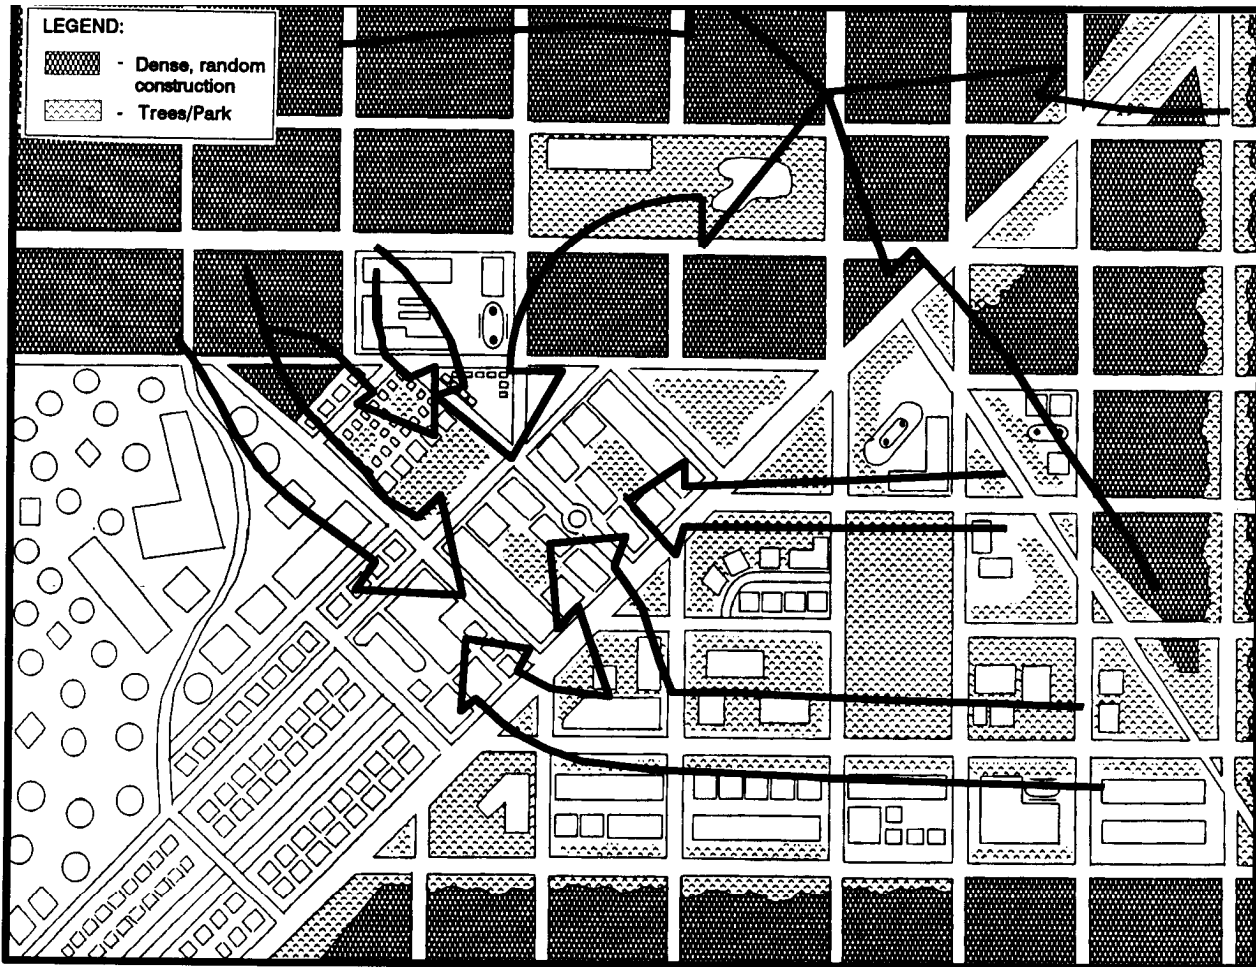 LEGEND:
- Dense, random
construction
- Trees/Park